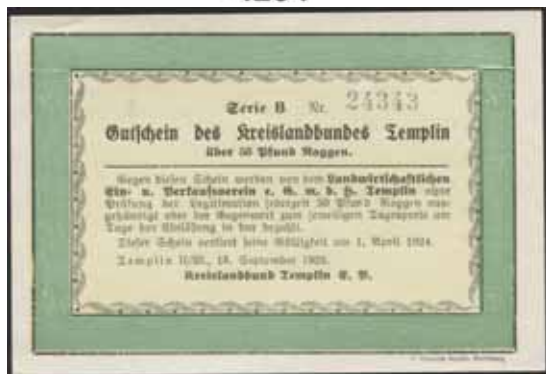 Serie B Nr. 24343
Gutschein des Kreislandbundes Templin
über 50 Pfund Roggen.
Gegen diesen Schein werden von dem Landwirtschaftlichen
Ein- u. Verkaufsverein e. G. m. b. H. Templin ohne
Prüfung der Legitimation jederzeit 50 Pfund Roggen aus-
gehändigt oder der Gegenwert zum jeweiligen Tagespreis am
Tage der Einlösung in bar bezahlt.
Dieser Schein verliert seine Gültigkeit am 1. April 1924.
Templin U/M., September
Kreislandbund Templin E. V.